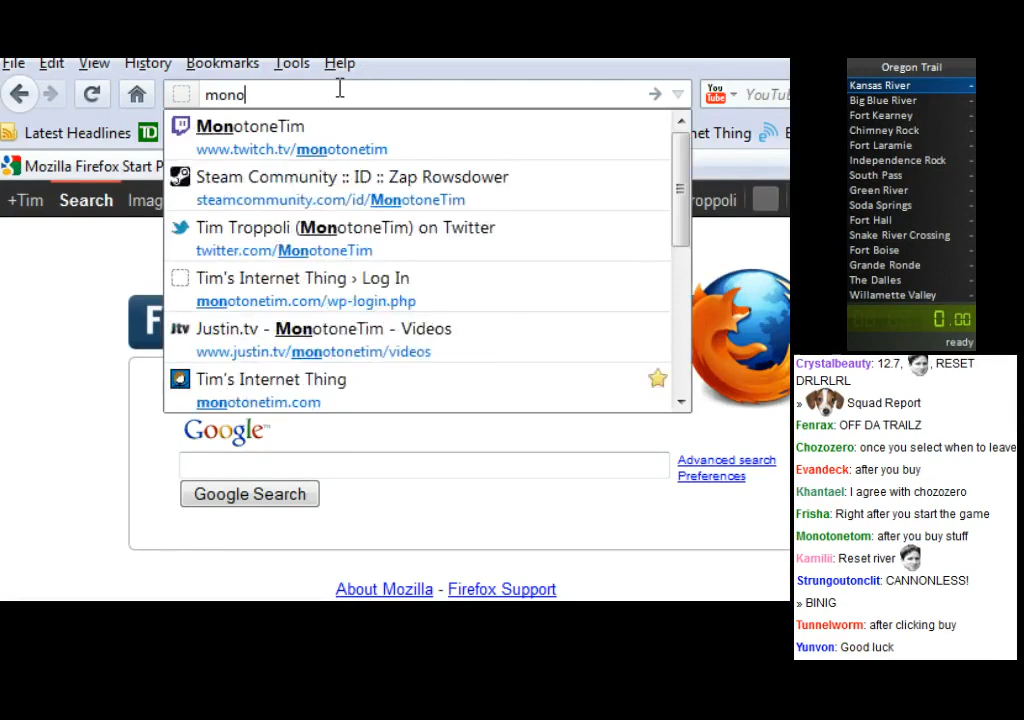 File Edit View History Bookmarks Tools Help
mono
You Tube
Latest Headlines TD
net Thing
MonotoneTim
www.twitch.tv/monotonetim
Steam Community :: ID :: Zap Rowsdower
steamcommunity.com/id/MonotoneTim
Tim Troppoli (MonotoneTim) on Twitter
twitter.com/MonotoneTim
Tim's Internet Thing › Log In
monotonetim.com/wp-login.php
jtv Justin.tv - MonotoneTim - Videos
www.justin.tv/monotonetim/videos
Tim's Internet Thing
monotonetim.com
Mozilla Firefox Start P
+Tim Search Imag
roppoli
F
Google™
Advanced search
Preferences
Google Search
About Mozilla - Firefox Support
Oregon Trail
Kansas River -
Big Blue River -
Fort Kearney -
Chimney Rock -
Fort Laramie -
Independence Rock -
South Pass -
Green River -
Soda Springs -
Fort Hall -
Snake River Crossing -
Fort Boise -
Grande Ronde -
The Dalles -
Willamette Valley -
0.00
ready
Crystalbeauty: 12.7, , RESET
DRLRLRL
» Squad Report
Fenrax: OFF DA TRAILZ
Chozozero: once you select when to leave
Evandeck: after you buy
Khantael: I agree with chozozero
Frisha: Right after you start the game
Monotonetom: after you buy stuff
Kamilii: Reset river
Strungoutonclit: CANNONLESS!
» BINIG
Tunnelworm: after clicking buy
Yunvon: Good luck